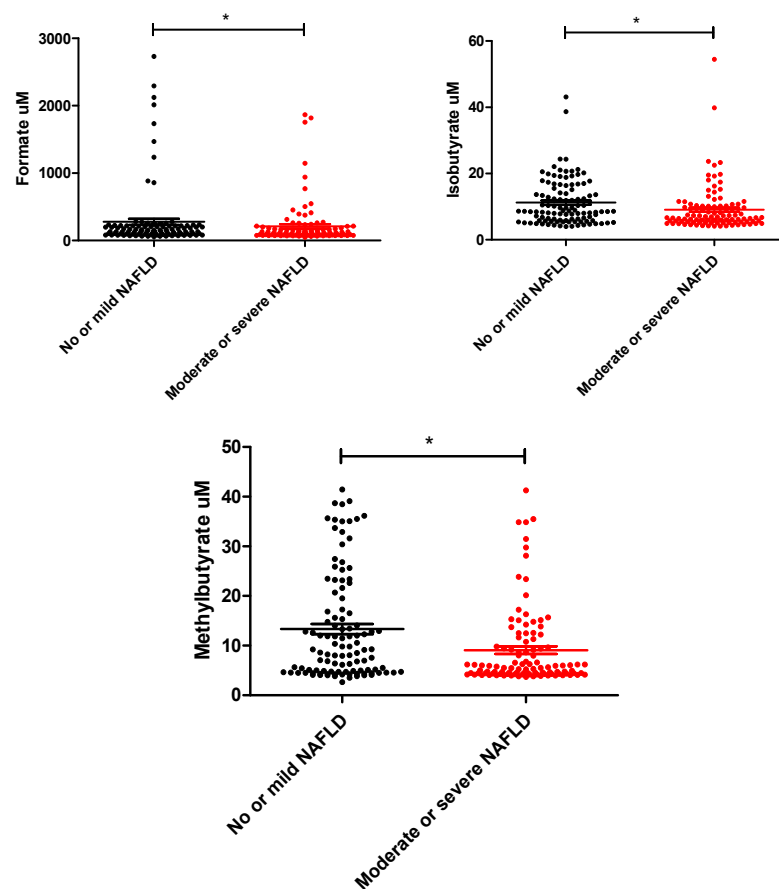 *
3000
2000
1000
0
Formate uM
No or mild NAFLD
Moderate or severe NAFLD
*
60
40
20
0
Isobutyrate uM
No or mild NAFLD
Moderate or severe NAFLD
*
50
40
30
20
10
0
Methylbutyrate uM
No or mild NAFLD
Moderate or severe NAFLD